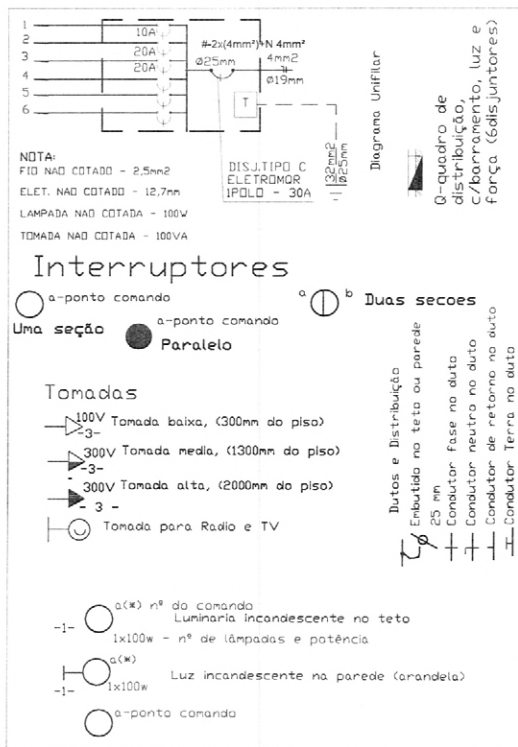 1
2
3
4
5
6
10A
20A
20A
#-2x(4mm²)+N 4mm²
Ø25mm
4mm2
Ø19mm
T
32mm2
Ø25mm
DISJ.TIPO C
ELETROMAR
1POLO - 30A
NOTA:
FIO NAO COTADO - 2,5mm2
ELET. NAO COTADO - 12,7mm
LAMPADA NAO COTADA - 100W
TOMADA NAO COTADA - 100VA
Diagrama Unifilar
Q-quadro de
distribuição,
c/barramento, luz e
força (6disjuntores)
Interruptores
a-ponto comando
Uma seção
a-ponto comando
Paralelo
a b Duas secoes
Tomadas
100V Tomada baixa, (300mm do piso)
-3-
300V Tomada media, (1300mm do piso)
-3-
300V Tomada alta, (2000mm do piso)
- 3 -
Tomada para Radio e TV
Dutos e Distribuição
Embutido no teto ou parede
25 mm
Condutor fase no duto
Condutor neutro no duto
Condutor de retorno no duto
Condutor Terra no duto
a(*) nº do comando
Luminaria incandescente no teto
-1-
1x100w - nº de lâmpadas e potência
a(*)
Luz incandescente na parede (arandela)
-1-
1x100w
a-ponto comando